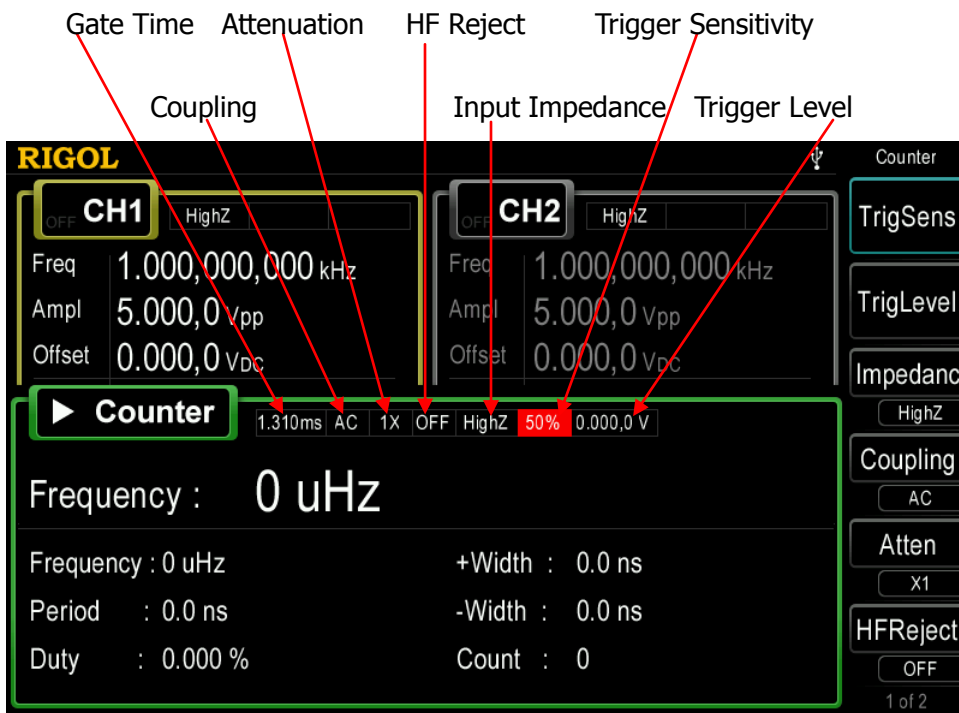 Gate Time Attenuation HF Reject Trigger Sensitivity
Coupling Input Impedance Trigger Level
RIGOL
Counter
OFF CH1 HighZ
OFF CH2 HighZ
Freq 1.000,000,000 kHz
Ampl 5.000,0 Vpp
Offset 0.000,0 VDC
Freq 1.000,000,000 kHz
Ampl 5.000,0 Vpp
Offset 0.000,0 VDC
Counter 1.310ms AC 1X OFF HighZ 50% 0.000,0 V
Frequency : 0 uHz
Frequency : 0 uHz
Period : 0.0 ns
Duty : 0.000 %
+Width : 0.0 ns
-Width : 0.0 ns
Count : 0
TrigSens
TrigLevel
Impedanc
HighZ
Coupling
AC
Atten
X1
HFReject
OFF
1 of 2